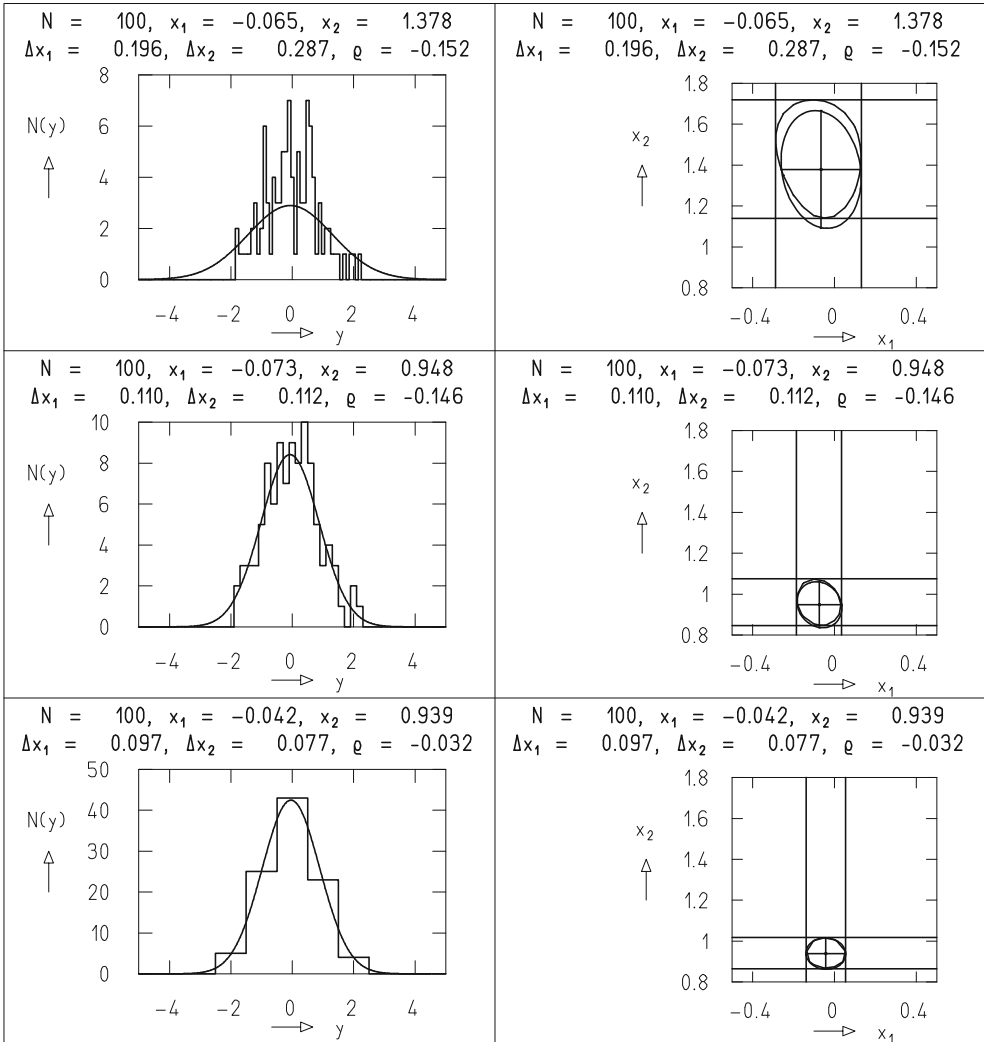 N = 100, x₁ = −0.065, x₂ = 1.378
Δx₁ = 0.196, Δx₂ = 0.287, ϱ = −0.152
8
N(y)
6
4
2
0
−4 −2 0 2 4
y
N = 100, x₁ = −0.065, x₂ = 1.378
Δx₁ = 0.196, Δx₂ = 0.287, ϱ = −0.152
1.8
x₂
1.6
1.4
1.2
1
0.8
−0.4 0 0.4
x₁
N = 100, x₁ = −0.073, x₂ = 0.948
Δx₁ = 0.110, Δx₂ = 0.112, ϱ = −0.146
10
N(y)
8
6
4
2
0
−4 −2 0 2 4
y
N = 100, x₁ = −0.073, x₂ = 0.948
Δx₁ = 0.110, Δx₂ = 0.112, ϱ = −0.146
1.8
x₂
1.6
1.4
1.2
1
0.8
−0.4 0 0.4
x₁
N = 100, x₁ = −0.042, x₂ = 0.939
Δx₁ = 0.097, Δx₂ = 0.077, ϱ = −0.032
50
N(y)
40
30
20
10
0
−4 −2 0 2 4
y
N = 100, x₁ = −0.042, x₂ = 0.939
Δx₁ = 0.097, Δx₂ = 0.077, ϱ = −0.032
1.8
x₂
1.6
1.4
1.2
1
0.8
−0.4 0 0.4
x₁